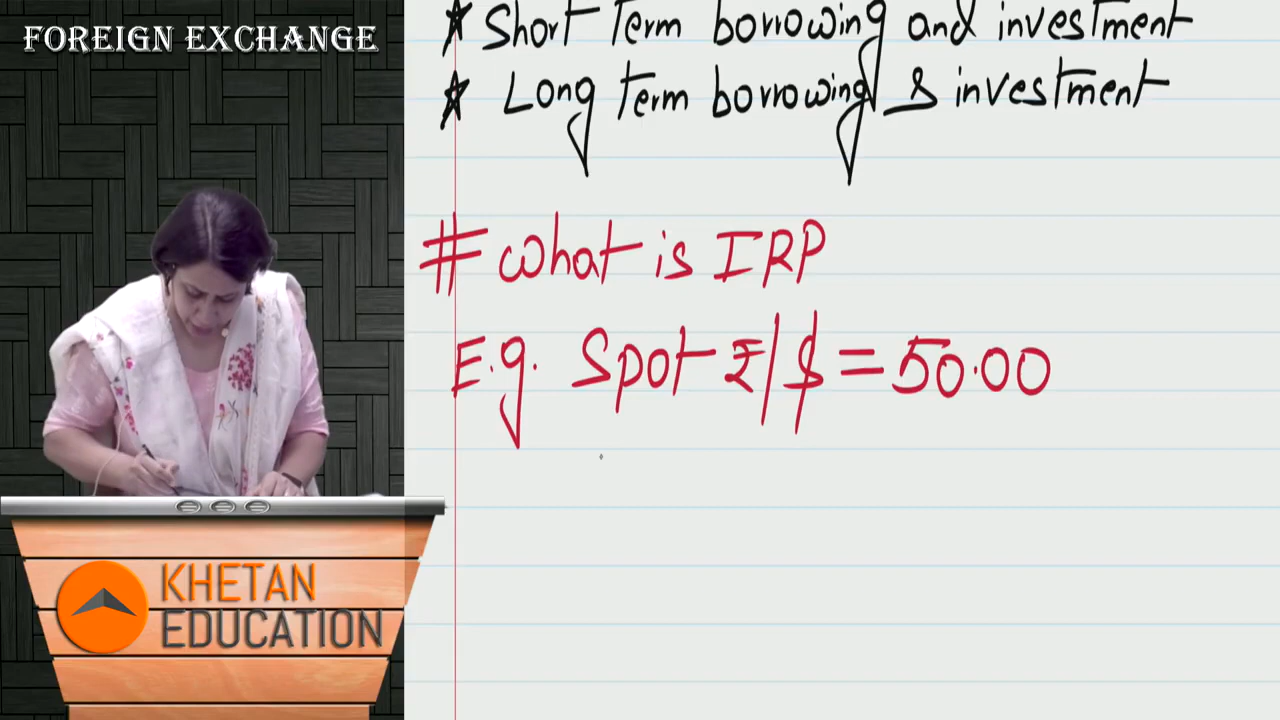 FOREIGN EXCHANGE
* Short Term borrowing and investment
* Long Term borrowing & investment
# What is IRP
E.g. Spot ₹/$ = 50.00
KHETAN
EDUCATION